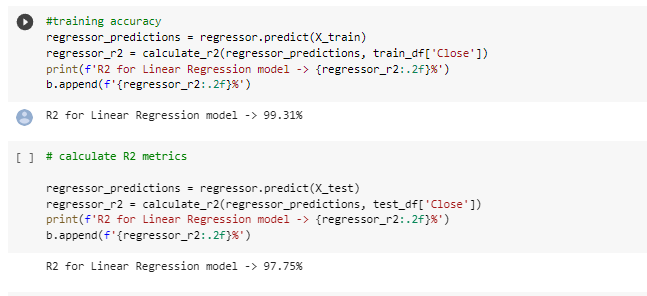 #training accuracy
regressor_predictions = regressor.predict(X_train)
regressor_r2 = calculate_r2(regressor_predictions, train_df['Close'])
print(f'R2 for Linear Regression model -> {regressor_r2:.2f}%')
b.append(f'{regressor_r2:.2f}%')
R2 for Linear Regression model -> 99.31%
[ ] # calculate R2 metrics
regressor_predictions = regressor.predict(X_test)
regressor_r2 = calculate_r2(regressor_predictions, test_df['Close'])
print(f'R2 for Linear Regression model -> {regressor_r2:.2f}%')
b.append(f'{regressor_r2:.2f}%')
R2 for Linear Regression model -> 97.75%